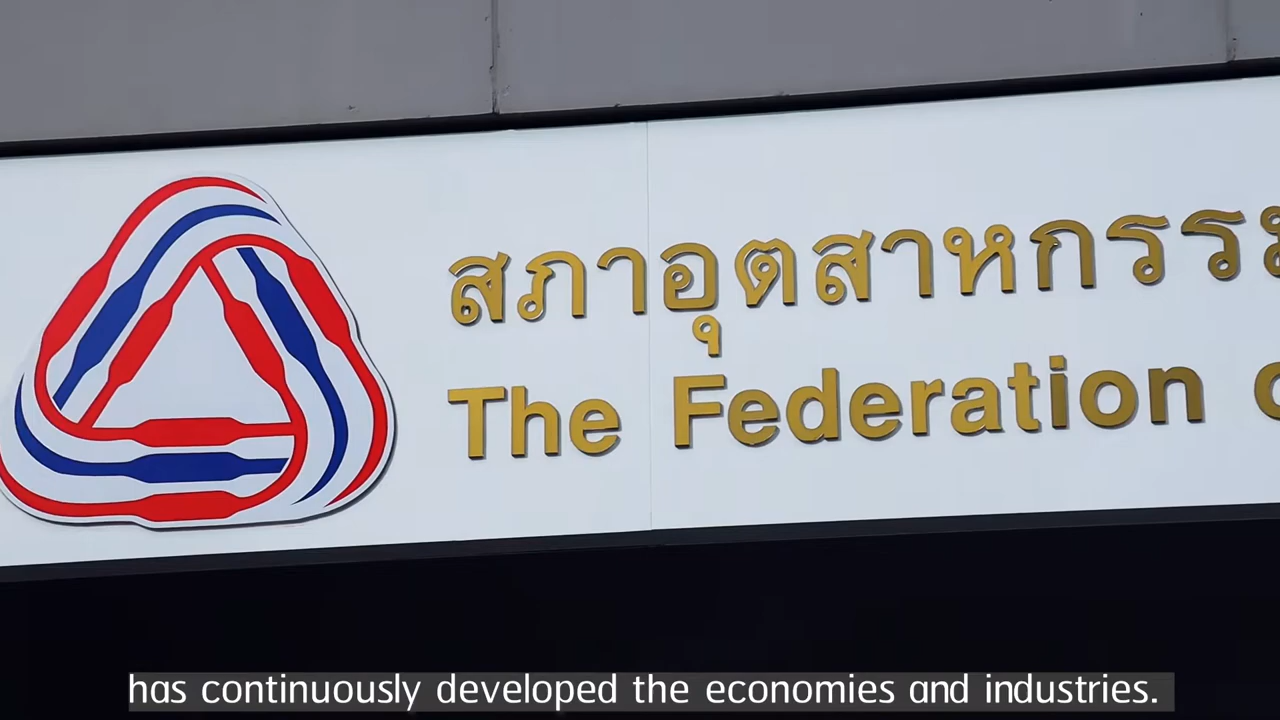 สภาอุตสาหกรร
The Federation
has continuously developed the economies and industries.